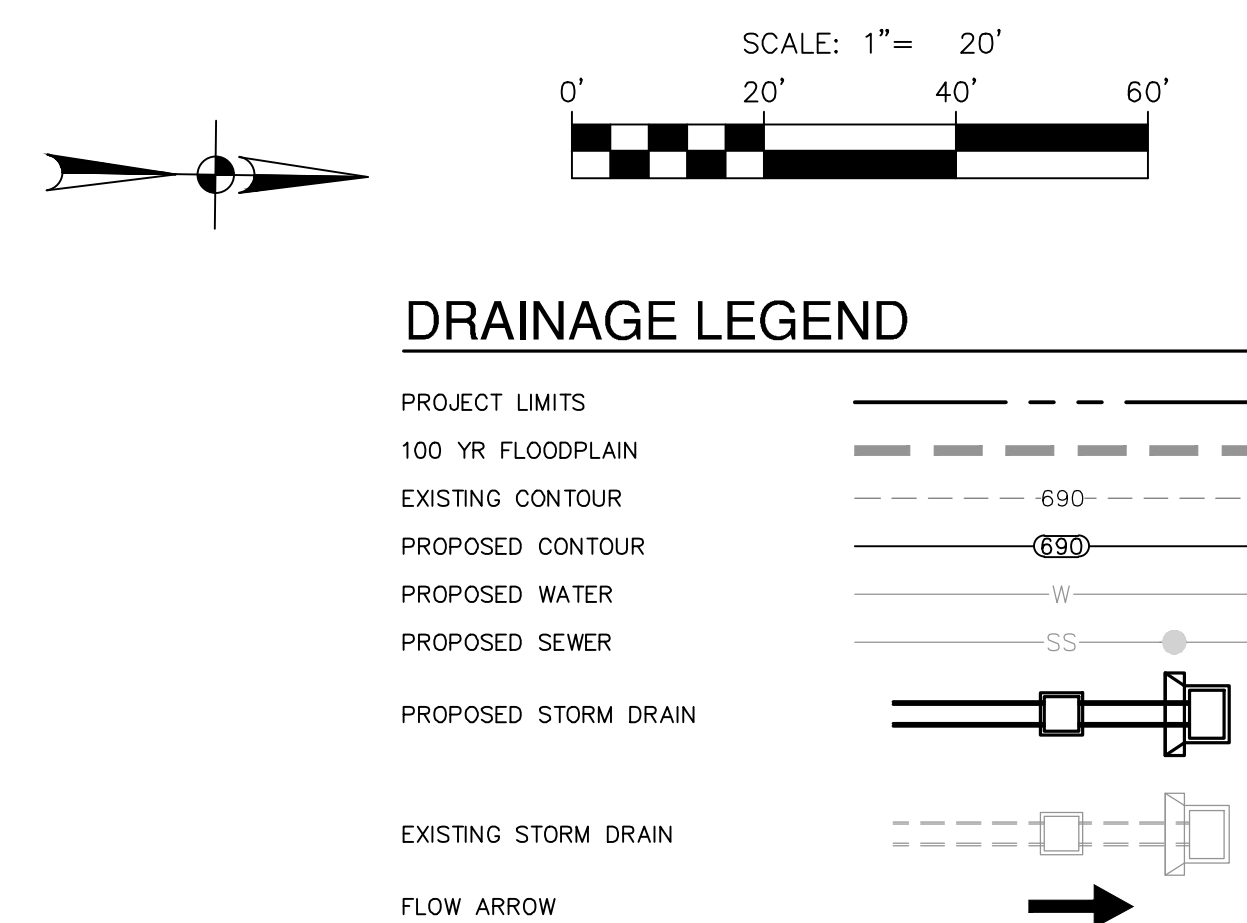 SCALE: 1”= 20’
0’ 20’ 40’ 60’
DRAINAGE LEGEND
PROJECT LIMITS
100 YR FLOODPLAIN
EXISTING CONTOUR 690
PROPOSED CONTOUR 690
PROPOSED WATER W
PROPOSED SEWER SS
PROPOSED STORM DRAIN
EXISTING STORM DRAIN
FLOW ARROW